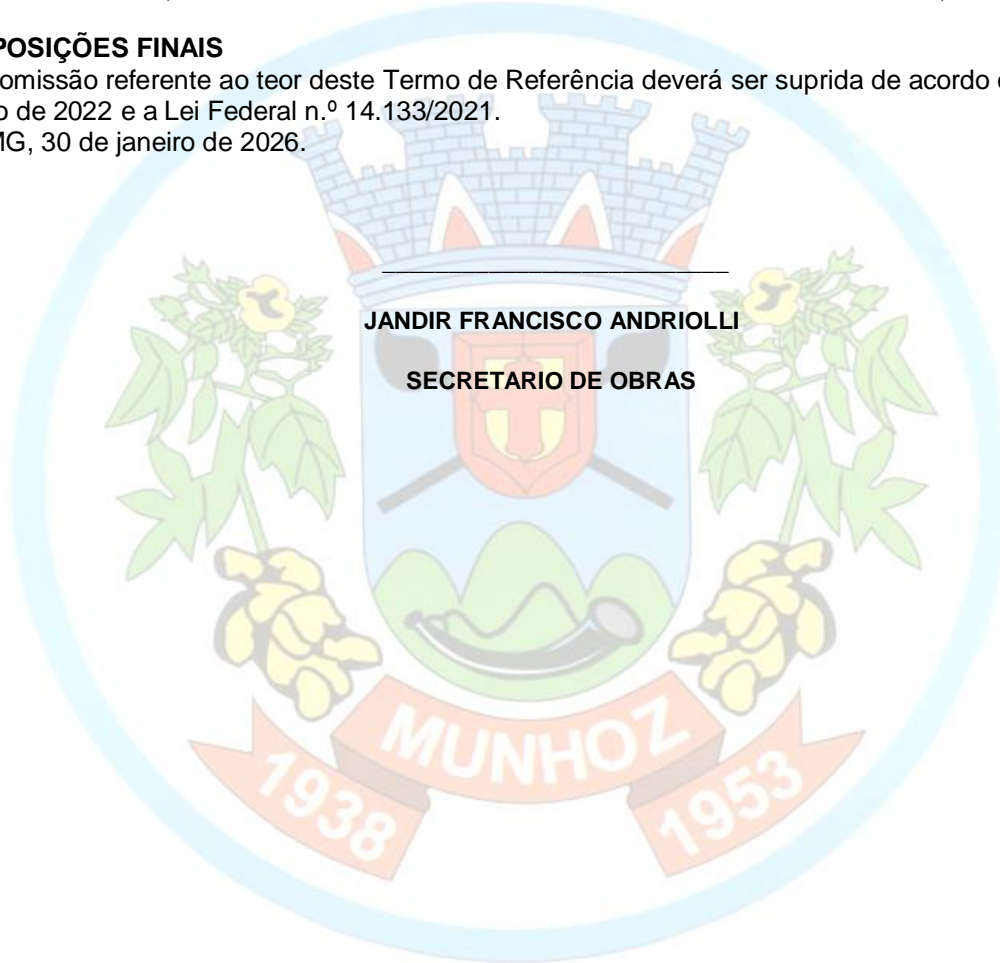 POSIÇÕES FINAIS
omissão referente ao teor deste Termo de Referência deverá ser suprida de acordo
o de 2022 e a Lei Federal n.º 14.133/2021.
MG, 30 de janeiro de 2026.
JANDIR FRANCISCO ANDRIOLLI
SECRETARIO DE OBRAS
MUNHOZ
1938
1953